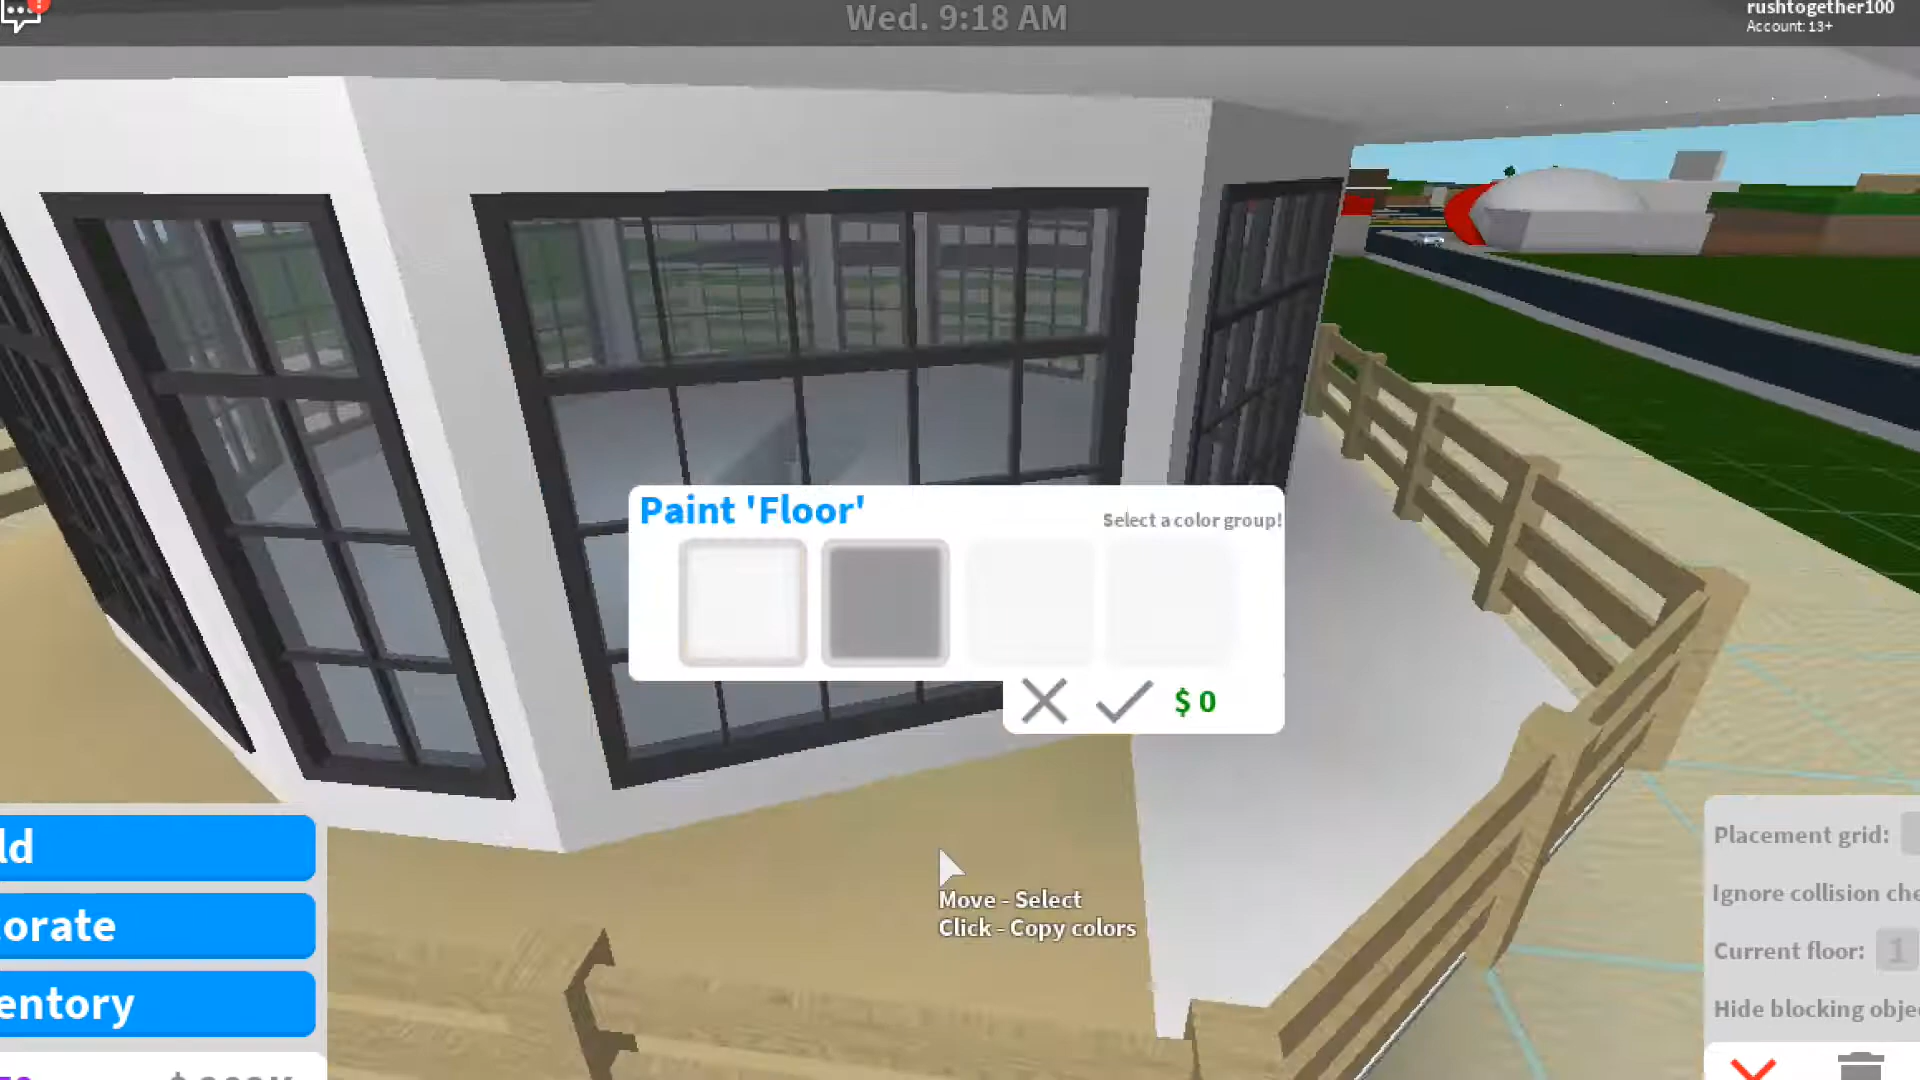 Wed. 9:18 AM
rushtogether100
Account: 13+
Paint 'Floor'
Select a color group!
$ 0
Move - Select
Click - Copy colors
ld
orate
entory
Placement grid:
Ignore collision che
Current floor: 1
Hide blocking obje